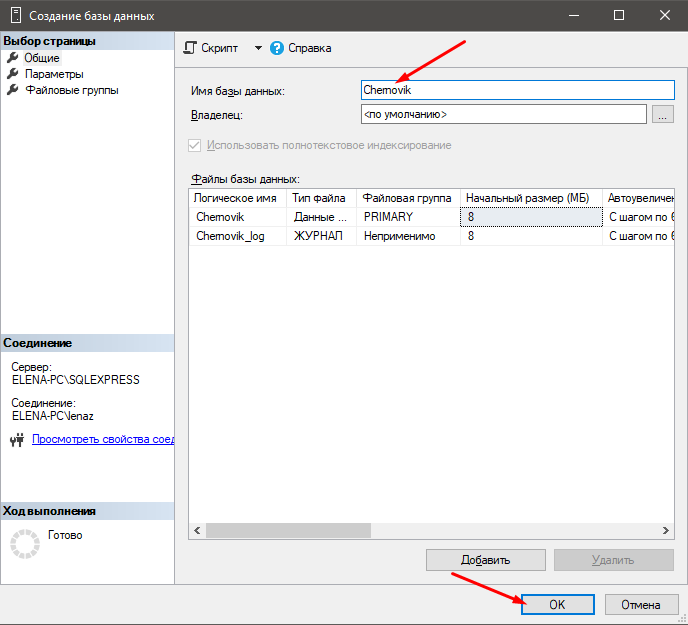 Создание базы данных
Выбор страницы
Общие
Параметры
Файловые группы
Скрипт
Справка
Имя базы данных:
Chernovik
Владелец:
<по умолчанию>
...
Использовать полнотекстовое индексирование
Файлы базы данных:
Логическое имя Тип файла Файловая группа Начальный размер (МБ) Автоувеличен
Chernovik Данные ... PRIMARY 8 С шагом по 6
Chernovik_log ЖУРНАЛ Неприменимо 8 С шагом по 6
Соединение
Сервер:
ELENA-PC\SQLEXPRESS
Соединение:
ELENA-PC\lenaz
Просмотреть свойства соед
Ход выполнения
Готово
Добавить
Удалить
OK
Отмена